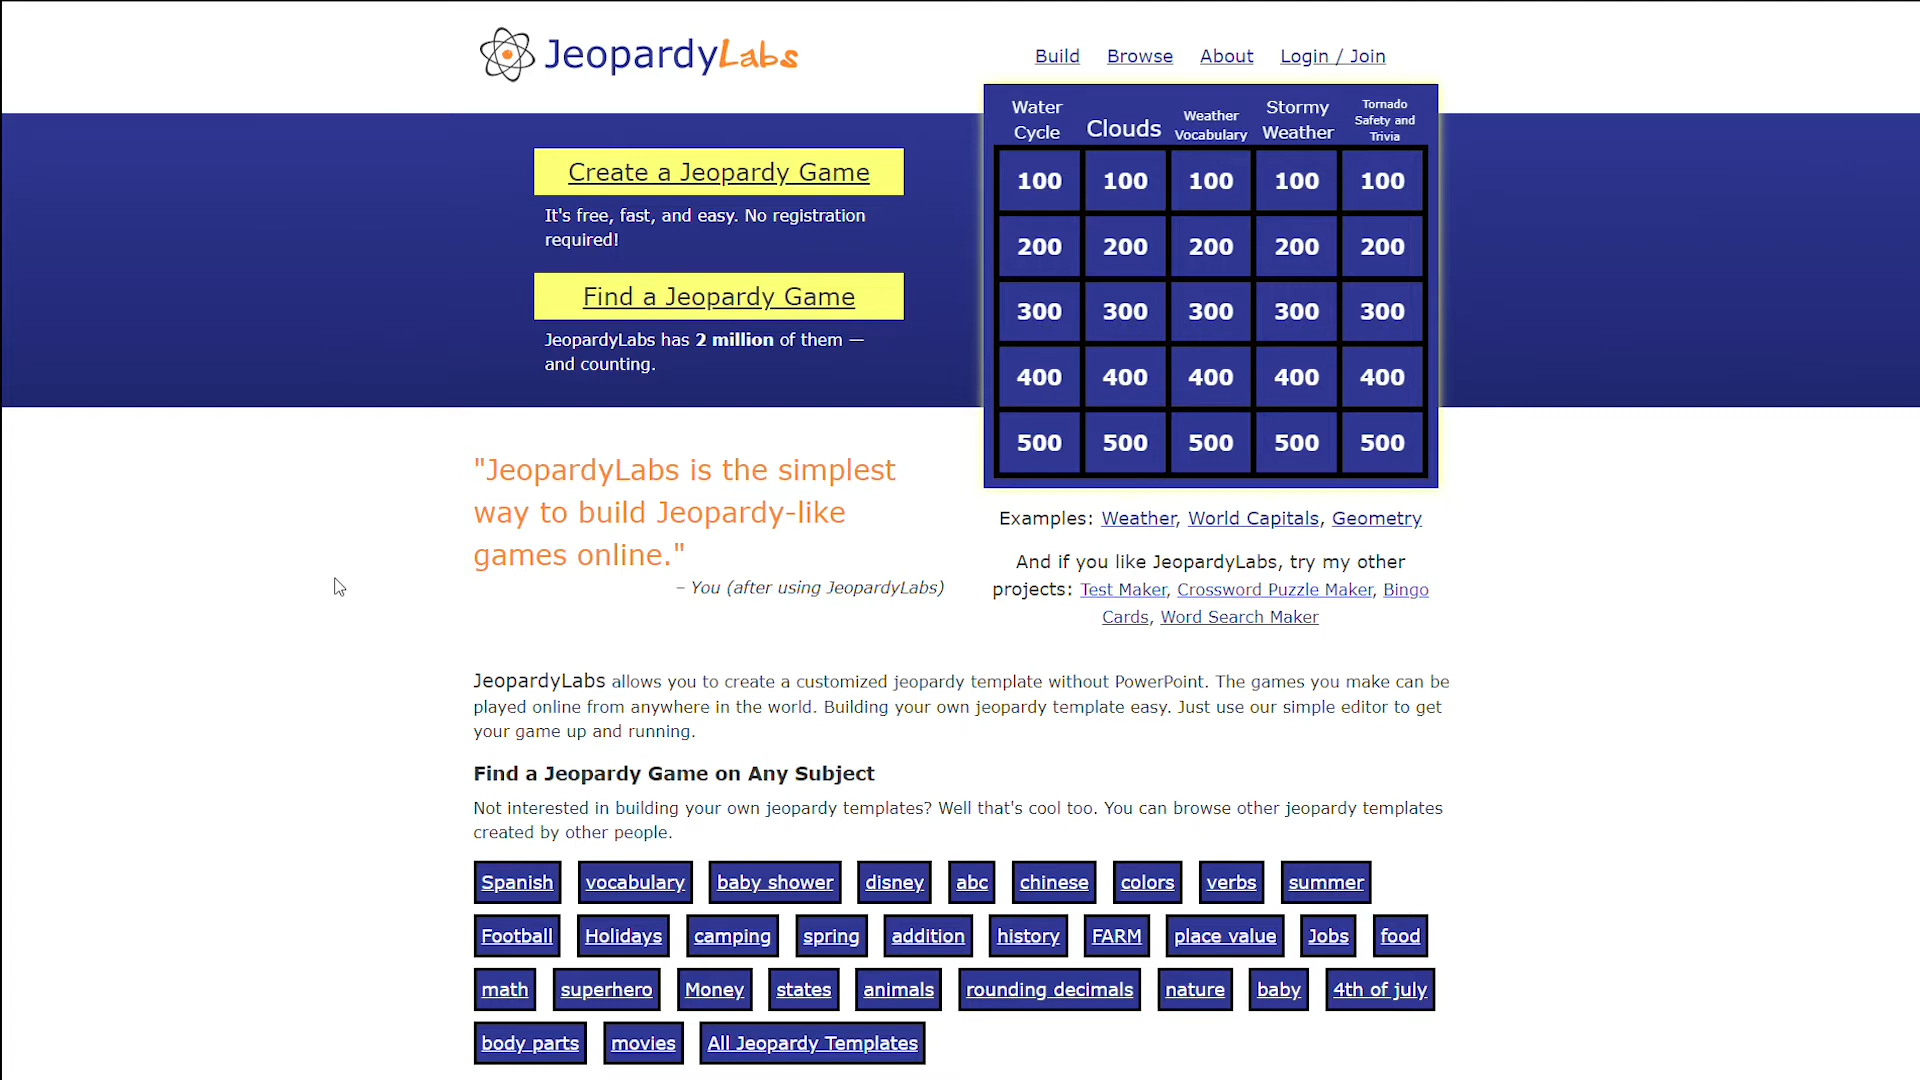 JeopardyLabs
Build Browse About Login / Join
Create a Jeopardy Game
It's free, fast, and easy. No registration
required!
Find a Jeopardy Game
JeopardyLabs has 2 million of them —
and counting.
Water
Cycle
Clouds
Weather
Vocabulary
Stormy
Weather
Tornado
Safety and
Trivia
100 100 100 100 100
200 200 200 200 200
300 300 300 300 300
400 400 400 400 400
500 500 500 500 500
"JeopardyLabs is the simplest
way to build Jeopardy-like
games online."
– You (after using JeopardyLabs)
Examples: Weather, World Capitals, Geometry
And if you like JeopardyLabs, try my other
projects: Test Maker, Crossword Puzzle Maker, Bingo
Cards, Word Search Maker
JeopardyLabs allows you to create a customized jeopardy template without PowerPoint. The games you make can be
played online from anywhere in the world. Building your own jeopardy template easy. Just use our simple editor to get
your game up and running.
Find a Jeopardy Game on Any Subject
Not interested in building your own jeopardy templates? Well that's cool too. You can browse other jeopardy templates
created by other people.
Spanish vocabulary baby shower disney abc chinese colors verbs summer
Football Holidays camping spring addition history FARM place value Jobs food
math superhero Money states animals rounding decimals nature baby 4th of july
body parts movies All Jeopardy Templates